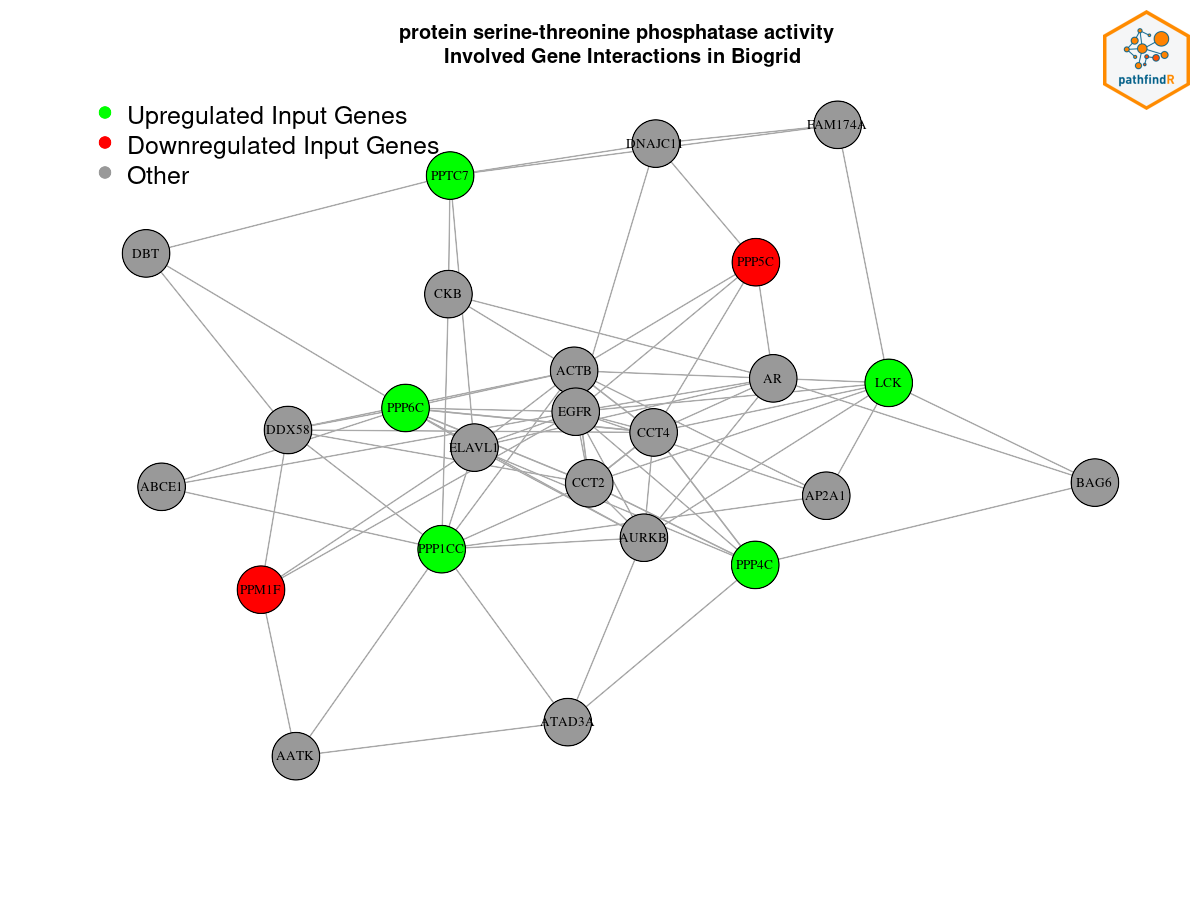 protein serine-threonine phosphatase activity
Involved Gene Interactions in Biogrid
pathfindR
Upregulated Input Genes
Downregulated Input Genes
Other
FAM174A
DNAJC11
PPTC7
DBT
PPP5C
CKB
ACTB
AR
LCK
PPP6C
EGFR
DDX58
CCT4
ELAVL1
ABCE1
CCT2
AP2A1
BAG6
AURKB
PPP1CC
PPP4C
PPM1F
ATAD3A
AATK